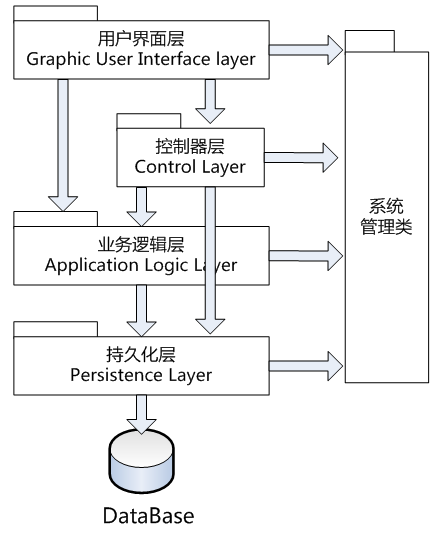 用户界面层
Graphic User Interface layer
控制器层
Control Layer
系统
管理类
业务逻辑层
Application Logic Layer
持久化层
Persistence Layer
DataBase